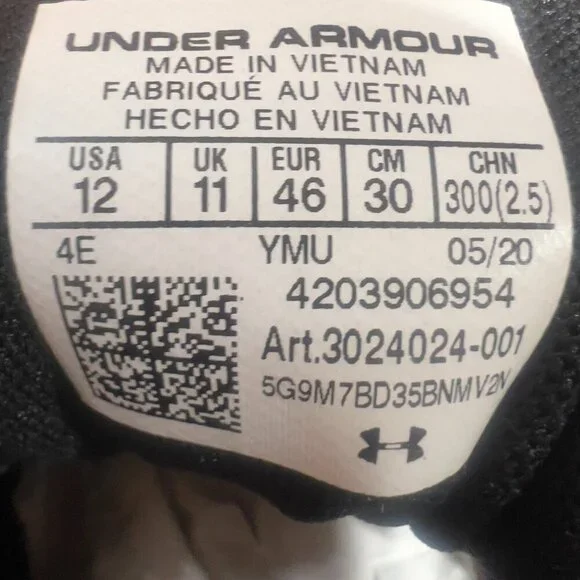 UNDER ARMOUR
MADE IN VIETNAM
FABRIQUÉ AU VIETNAM
HECHO EN VIETNAM
USA UK EUR CM CHN
12 11 46 30 300(2.5)
4E YMU 05/20
4203906954
Art.3024024-001
5G9M7BD35BNMV2N